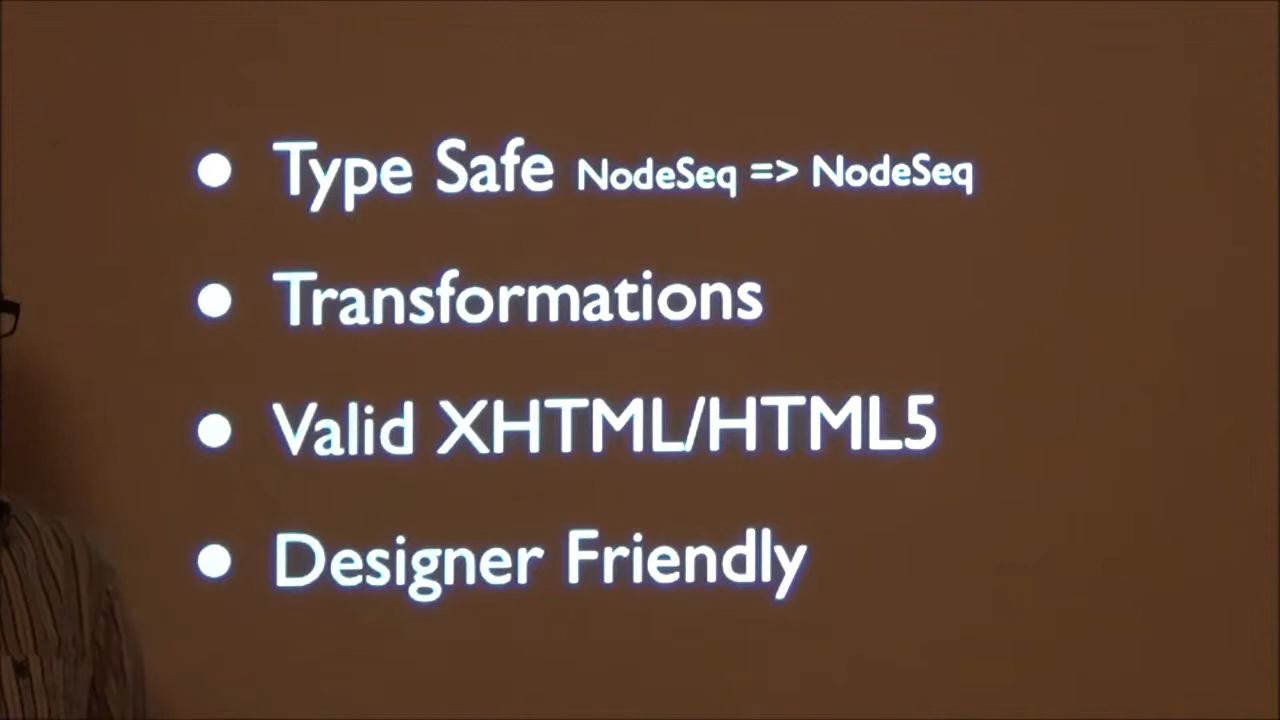 • Type Safe NodeSeq => NodeSeq
• Transformations
• Valid XHTML/HTML5
• Designer Friendly